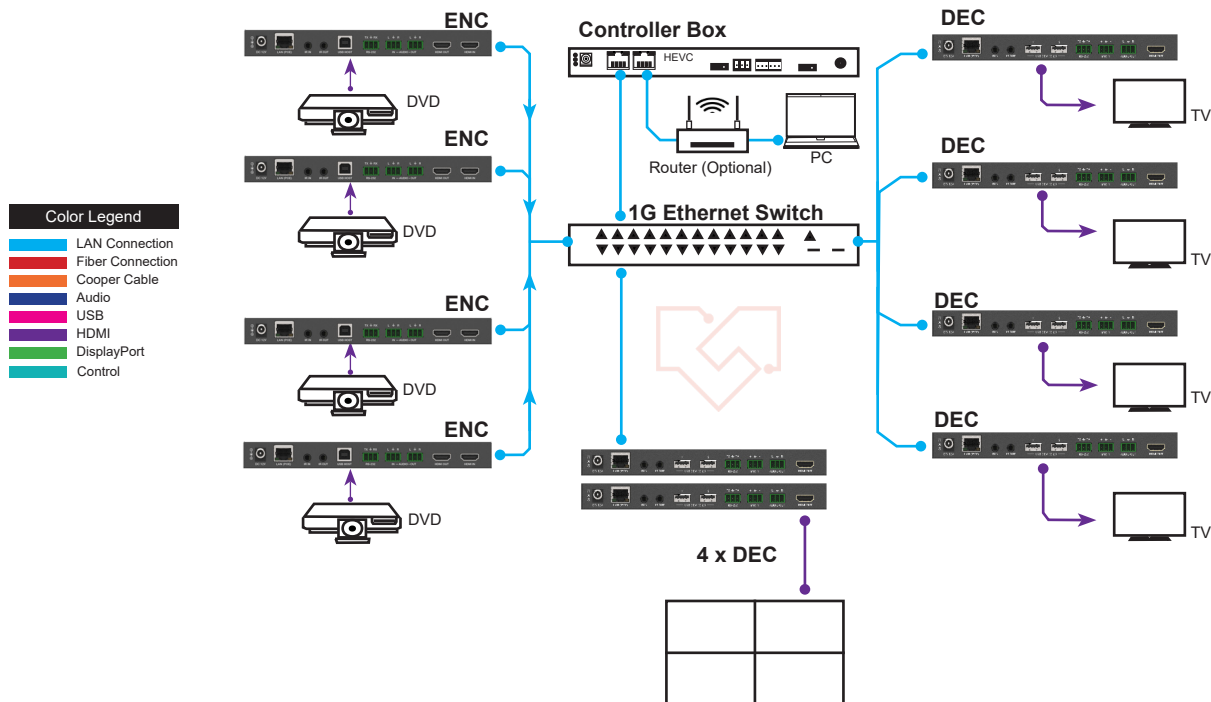 ENC
DVD
ENC
DVD
ENC
DVD
ENC
DVD
Color Legend
LAN Connection
Fiber Connection
Cooper Cable
Audio
USB
HDMI
DisplayPort
Control
Controller Box
HEVC
Router (Optional)
PC
1G Ethernet Switch
4 x DEC
DEC
TV
DEC
TV
DEC
TV
DEC
TV